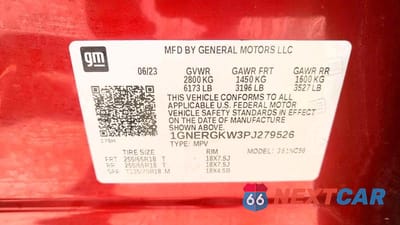 gm
MFD BY GENERAL MOTORS LLC
06/23 GVWR GAWR FRT GAWR RR
2800 KG 1450 KG 1600 KG
6173 LB 3196 LB 3527 LB
THIS VEHICLE CONFORMS TO ALL
APPLICABLE U.S. FEDERAL MOTOR
VEHICLE SAFETY STANDARDS IN EFFECT
ON THE DATE OF MANUFACTURE
SHOWN ABOVE.
1GNERGKW3PJ279526
TYPE: MPV
TIRE SIZE RIM MODEL:
FRT 255/65R18 T 18X7.5J
RR 255/65R18 T 18X7.5J
SPR M 18X4.5B
66 NEXTCAR